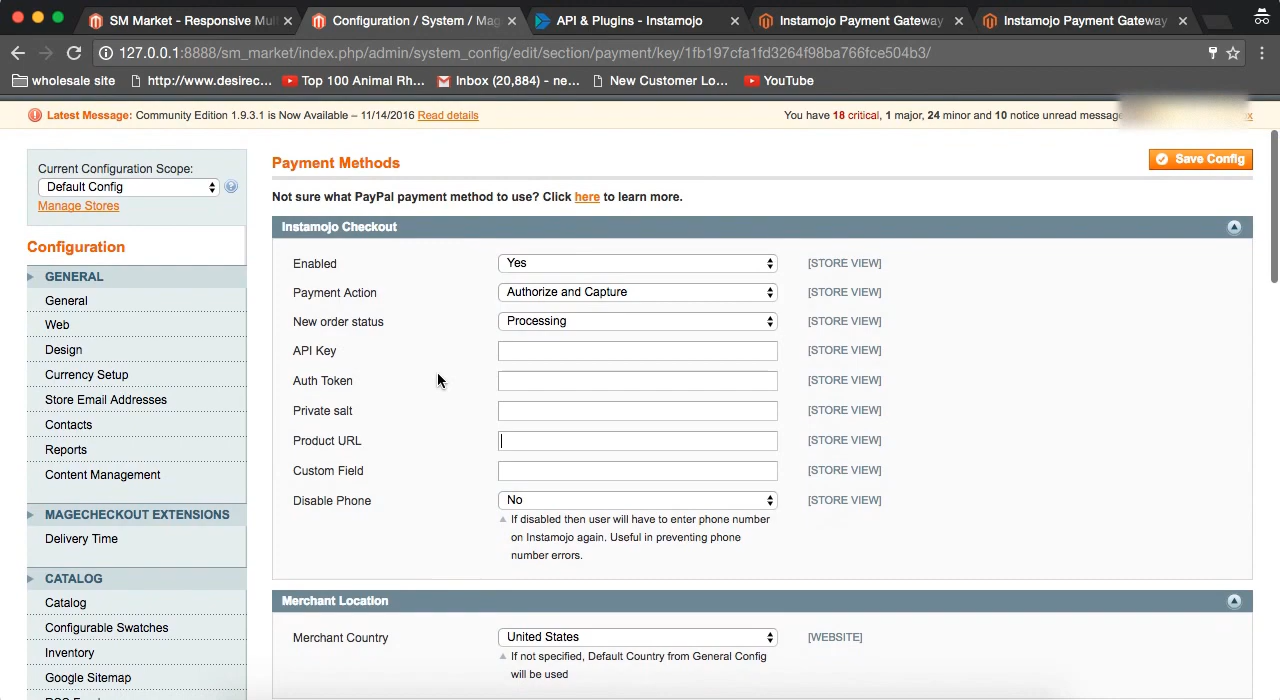 SM Market - Responsive Mul
Configuration / System / Mag
API & Plugins - Instamojo
Instamojo Payment Gateway
Instamojo Payment Gateway
127.0.0.1:8888/sm_market/index.php/admin/system_config/edit/section/payment/key/1fb197cfa1fd3264f98ba766fce504b3/
wholesale site
http://www.desirec...
Top 100 Animal Rh...
Inbox (20,884) - ne...
New Customer Lo...
YouTube
Latest Message: Community Edition 1.9.3.1 is Now Available – 11/14/2016 Read details
You have 18 critical, 1 major, 24 minor and 10 notice unread message
Current Configuration Scope:
Default Config
Manage Stores
Configuration
GENERAL
General
Web
Design
Currency Setup
Store Email Addresses
Contacts
Reports
Content Management
MAGECHECKOUT EXTENSIONS
Delivery Time
CATALOG
Catalog
Configurable Swatches
Inventory
Google Sitemap
Payment Methods
Save Config
Not sure what PayPal payment method to use? Click here to learn more.
Instamojo Checkout
Enabled Yes [STORE VIEW]
Payment Action Authorize and Capture [STORE VIEW]
New order status Processing [STORE VIEW]
API Key [STORE VIEW]
Auth Token [STORE VIEW]
Private salt [STORE VIEW]
Product URL [STORE VIEW]
Custom Field [STORE VIEW]
Disable Phone No [STORE VIEW]
If disabled then user will have to enter phone number
on Instamojo again. Useful in preventing phone
number errors.
Merchant Location
Merchant Country United States [WEBSITE]
If not specified, Default Country from General Config
will be used